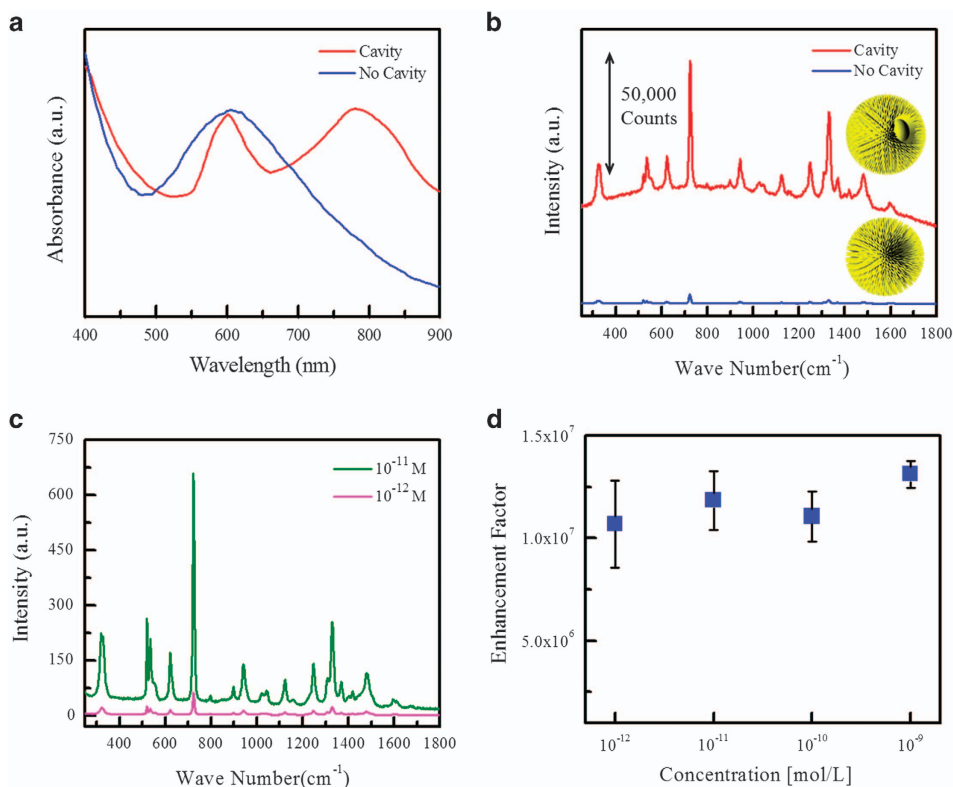 a
Cavity
No Cavity
Absorbance (a.u.)
400 500 600 700 800 900
Wavelength (nm)
b
Cavity
No Cavity
50,000
Counts
Intensity (a.u.)
400 600 800 1000 1200 1400 1600 1800
Wave Number(cm⁻¹)
c
750
600
450
300
150
0
10⁻¹¹ M
10⁻¹² M
Intensity (a.u.)
400 600 800 1000 1200 1400 1600 1800
Wave Number(cm⁻¹)
d
1.5x10⁷
1.0x10⁷
5.0x10⁶
Enhancement Factor
10⁻¹² 10⁻¹¹ 10⁻¹⁰ 10⁻⁹
Concentration [mol/L]